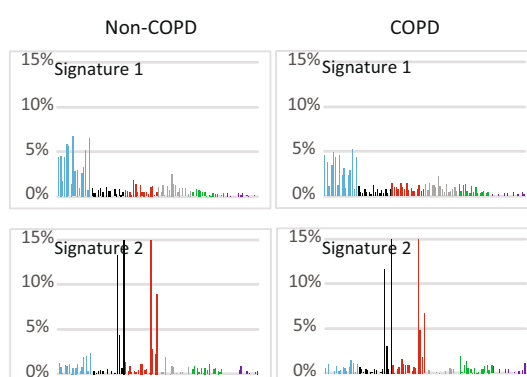 Non-COPD COPD
15% Signature 1 15% Signature 1
10% 10%
5% 5%
0% 0%
15% Signature 2 15% Signature 2
10% 10%
5% 5%
0% 0%